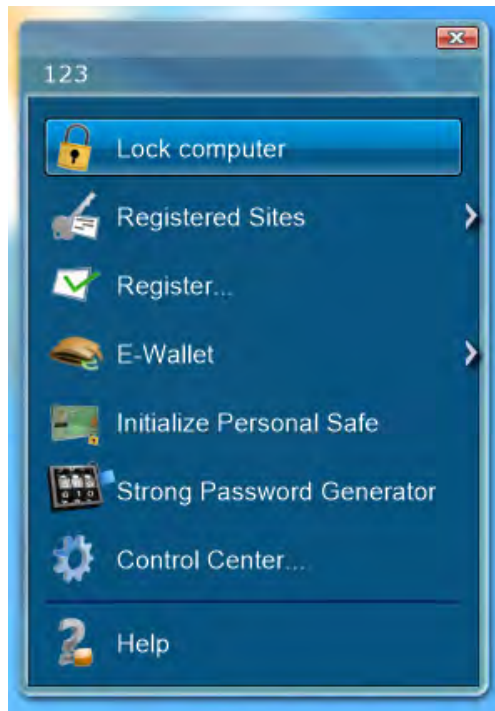 123
Lock computer
Registered Sites
Register...
E-Wallet
Initialize Personal Safe
Strong Password Generator
Control Center...
Help